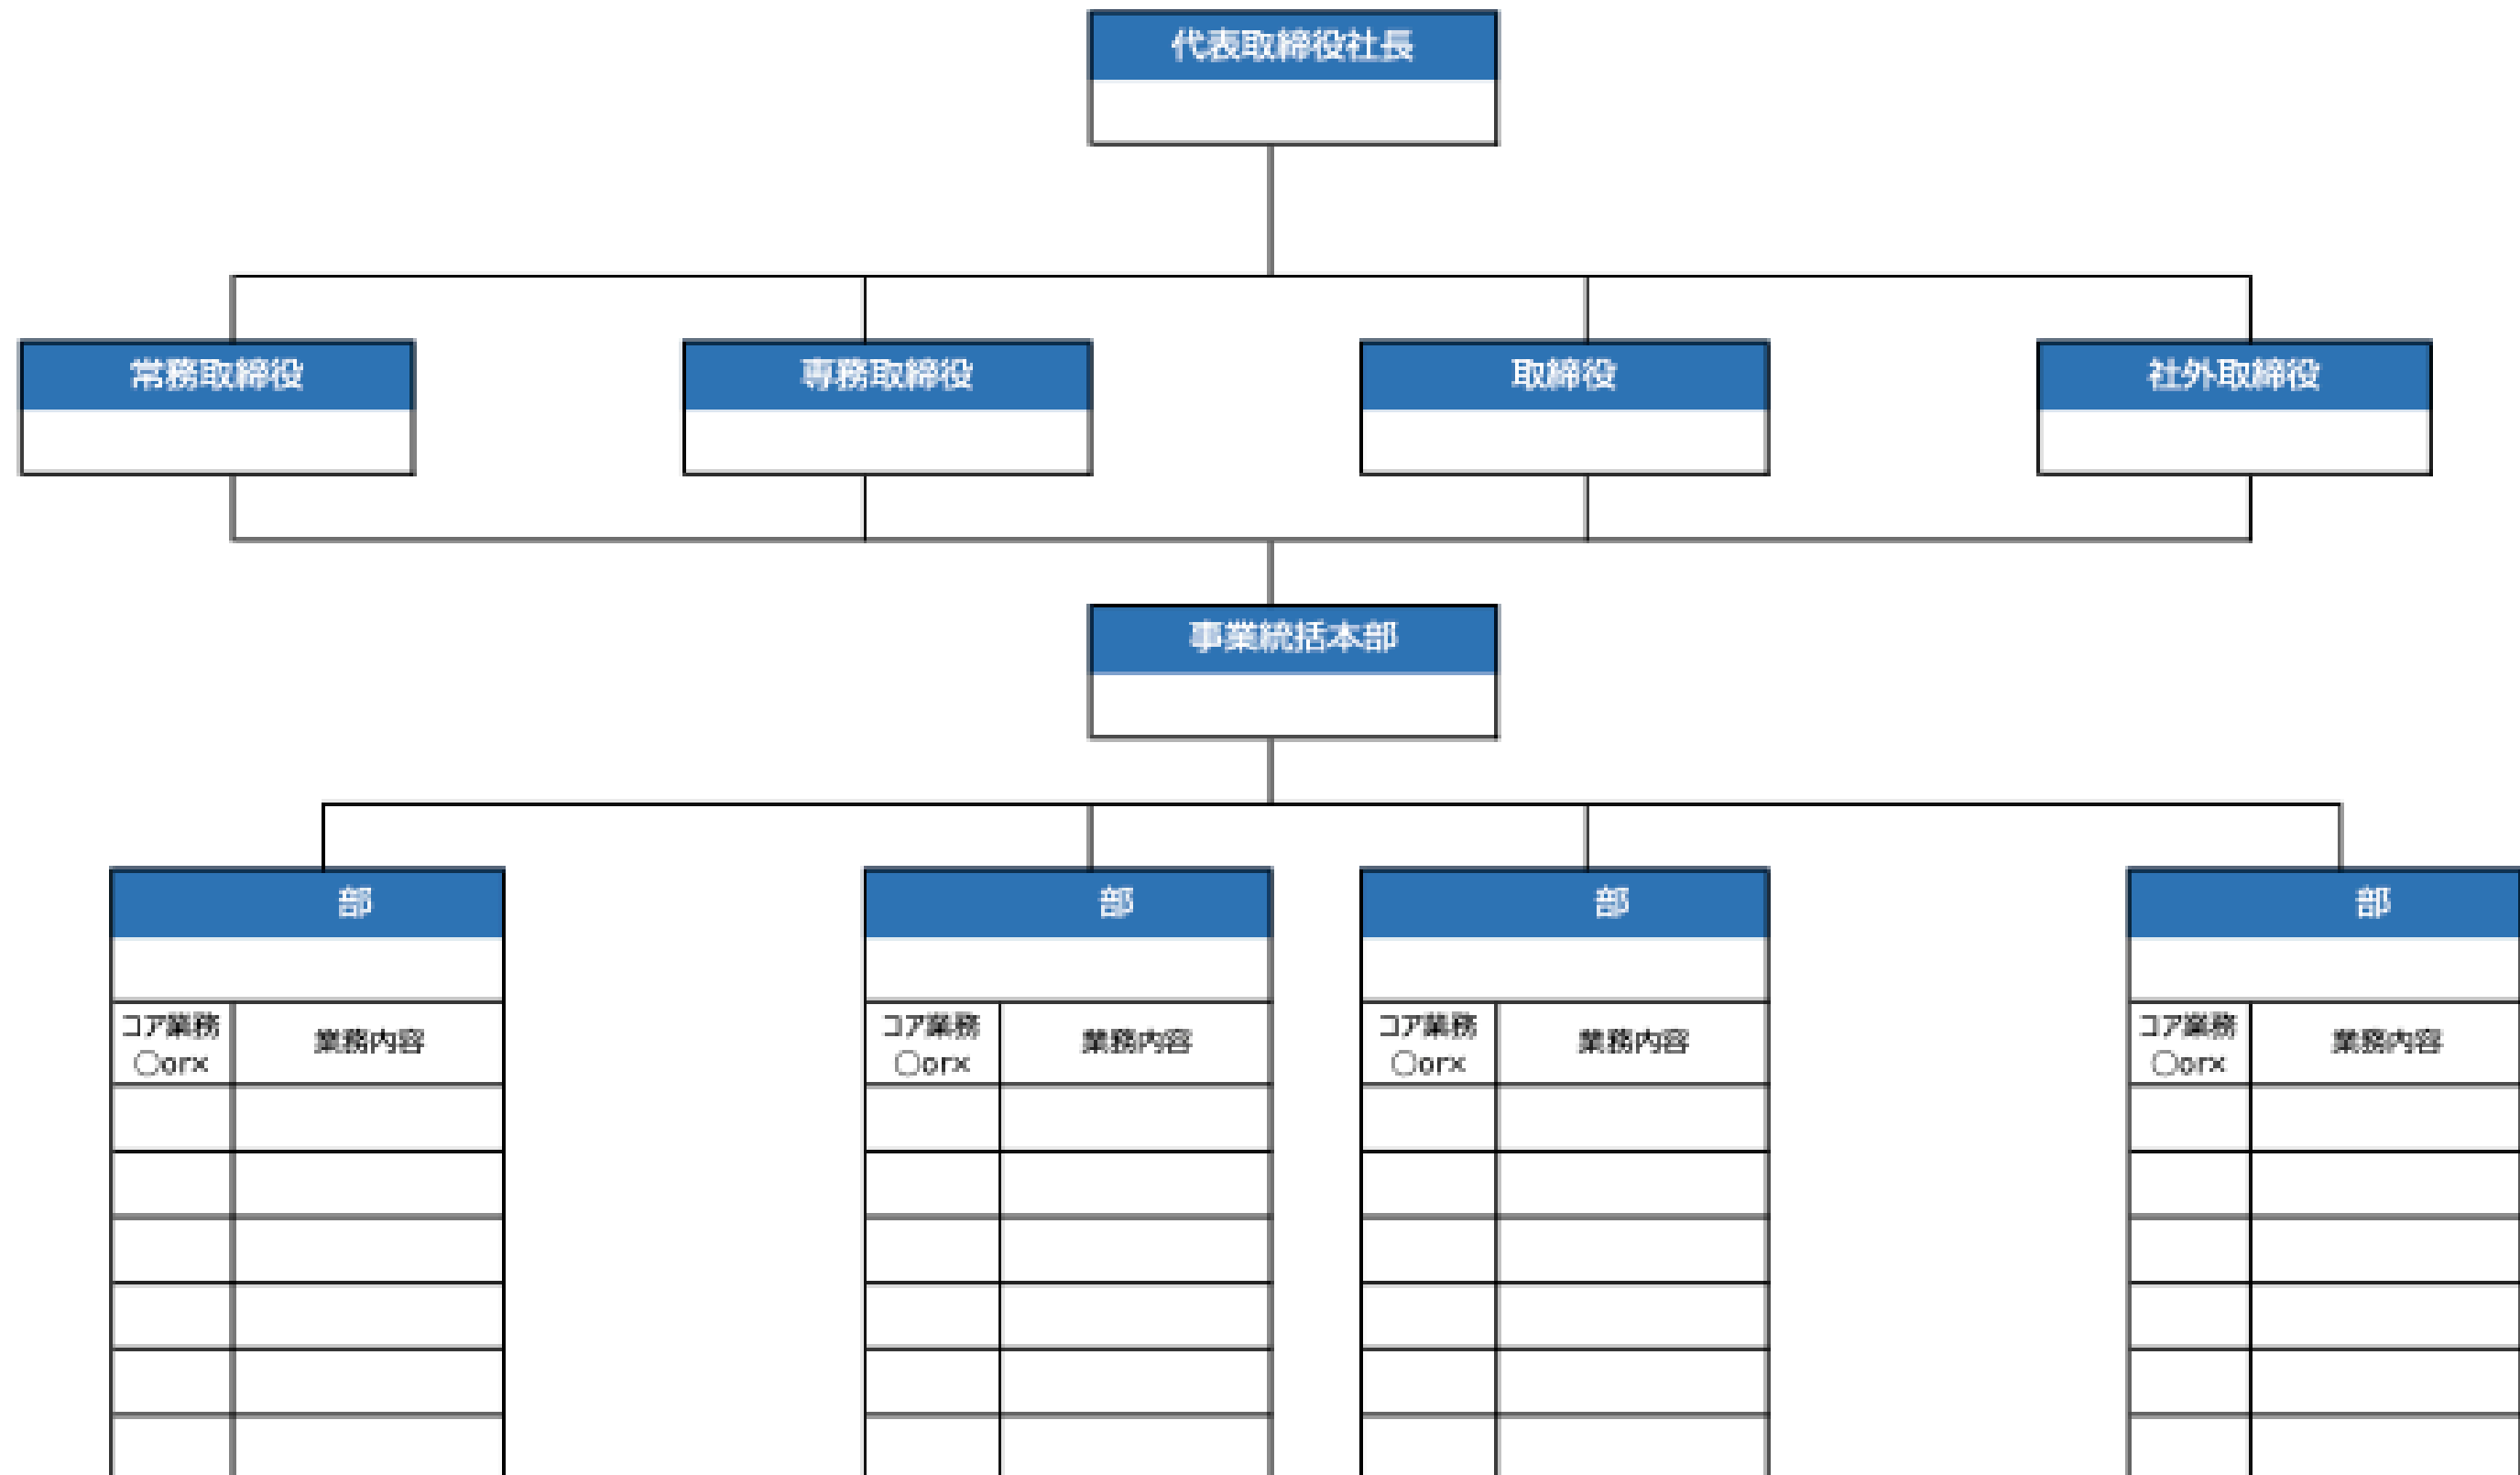 代表取締役社長
常務取締役
専務取締役
取締役
社外取締役
事業統括本部
部
部
部
部
コア業務
○or×
業務内容
コア業務
○or×
業務内容
コア業務
○or×
業務内容
コア業務
○or×
業務内容